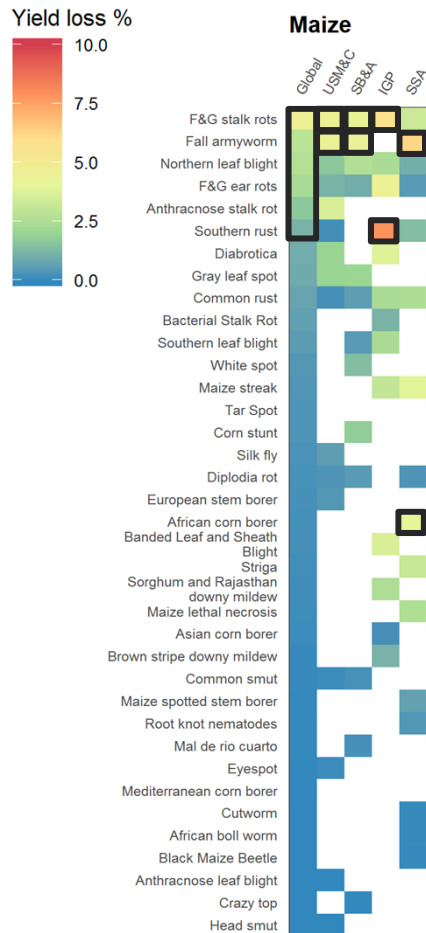 Yield loss %
10.0
7.5
5.0
2.5
0.0
Maize
Global
USM&C
SB&A
IGP
SSA
F&G stalk rots
Fall armyworm
Northern leaf blight
F&G ear rots
Anthracnose stalk rot
Southern rust
Diabrotica
Gray leaf spot
Common rust
Bacterial Stalk Rot
Southern leaf blight
White spot
Maize streak
Tar Spot
Corn stunt
Silk fly
Diplodia rot
European stem borer
African corn borer
Banded Leaf and Sheath
Blight
Striga
Sorghum and Rajasthan
downy mildew
Maize lethal necrosis
Asian corn borer
Brown stripe downy mildew
Common smut
Maize spotted stem borer
Root knot nematodes
Mal de rio cuarto
Eyespot
Mediterranean corn borer
Cutworm
African boll worm
Black Maize Beetle
Anthracnose leaf blight
Crazy top
Head smut